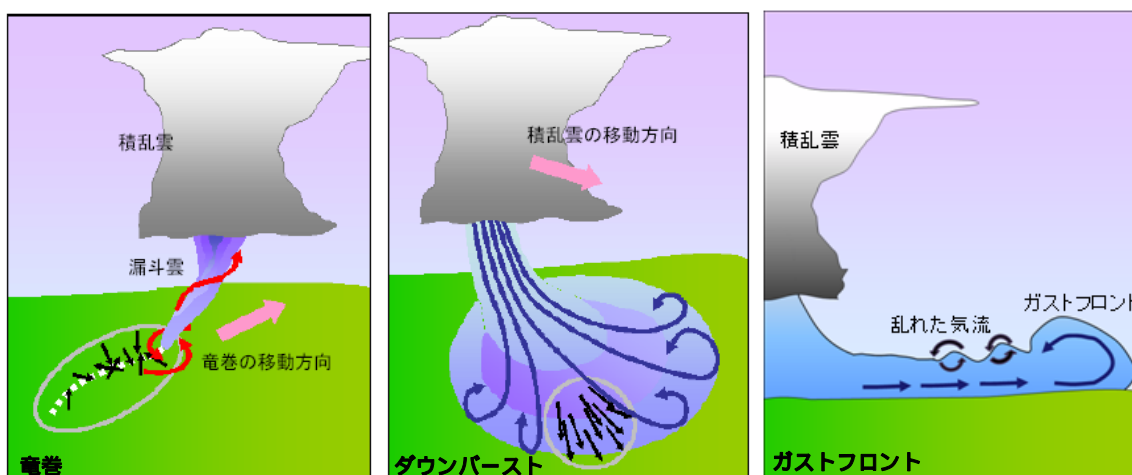 積乱雲
漏斗雲
竜巻の移動方向
竜巻
積乱雲の移動方向
ダウンバースト
積乱雲
ガストフロント
乱れた気流
ガストフロント